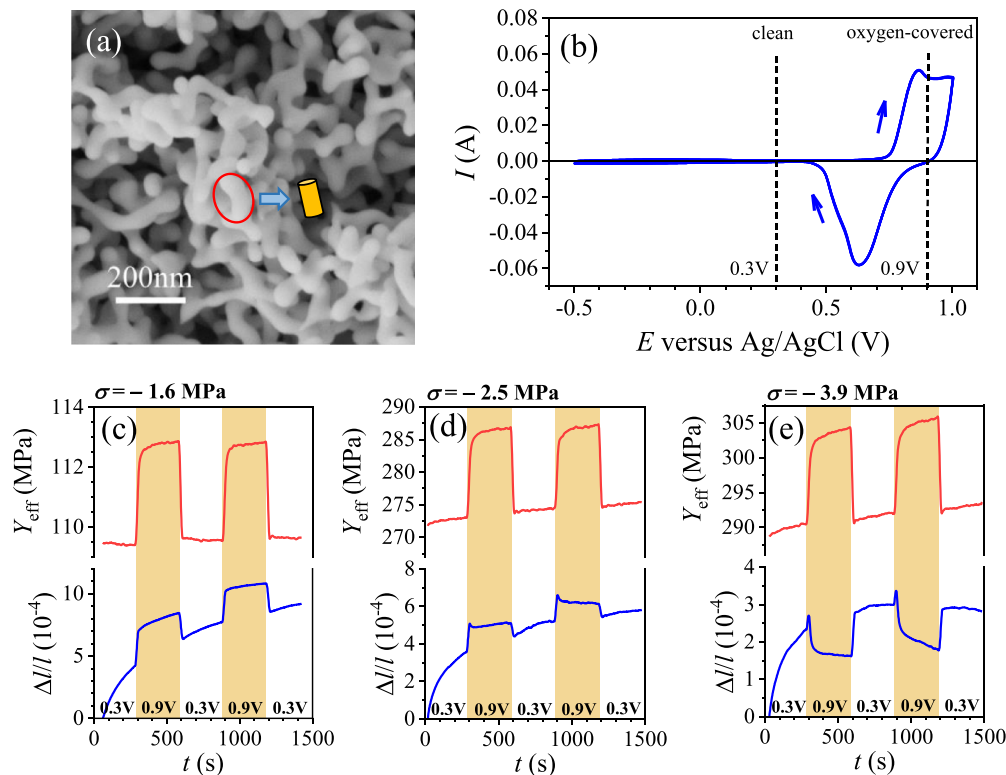 (a)
200nm
(b)
clean
oxygen-covered
0.08
0.06
0.04
0.02
0.00
-0.02
-0.04
-0.06
I (A)
0.3V
0.9V
-0.5
0.0
0.5
1.0
E versus Ag/AgCl (V)
σ = − 1.6 MPa
(c)
114
112
110
Yeff (MPa)
10
5
0
Δl/l (10⁻⁴)
0.3V 0.9V 0.3V 0.9V 0.3V
0 500 1000 1500
t (s)
σ = − 2.5 MPa
(d)
290
285
280
275
270
Yeff (MPa)
8
6
4
2
0
Δl/l (10⁻⁴)
0.3V 0.9V 0.3V 0.9V 0.3V
0 500 1000 1500
t (s)
σ = − 3.9 MPa
(e)
305
300
295
290
Yeff (MPa)
4
3
2
1
0
Δl/l (10⁻⁴)
0.3V 0.9V 0.3V 0.9V 0.3V
0 500 1000 1500
t (s)